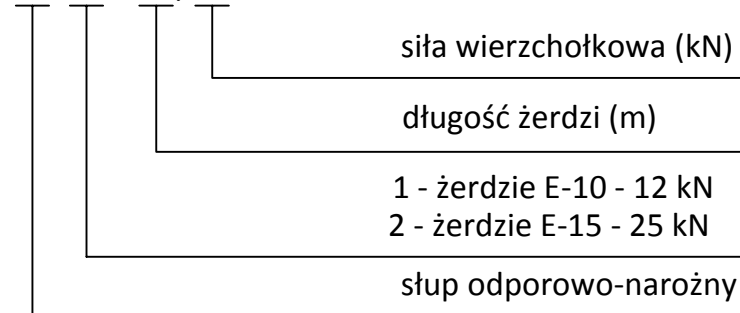 siła wierzchołkowa (kN)
długość żerdzi (m)
1 - żerdzie E-10 - 12 kN
2 - żerdzie E-15 - 25 kN
słup odporowo-narożny